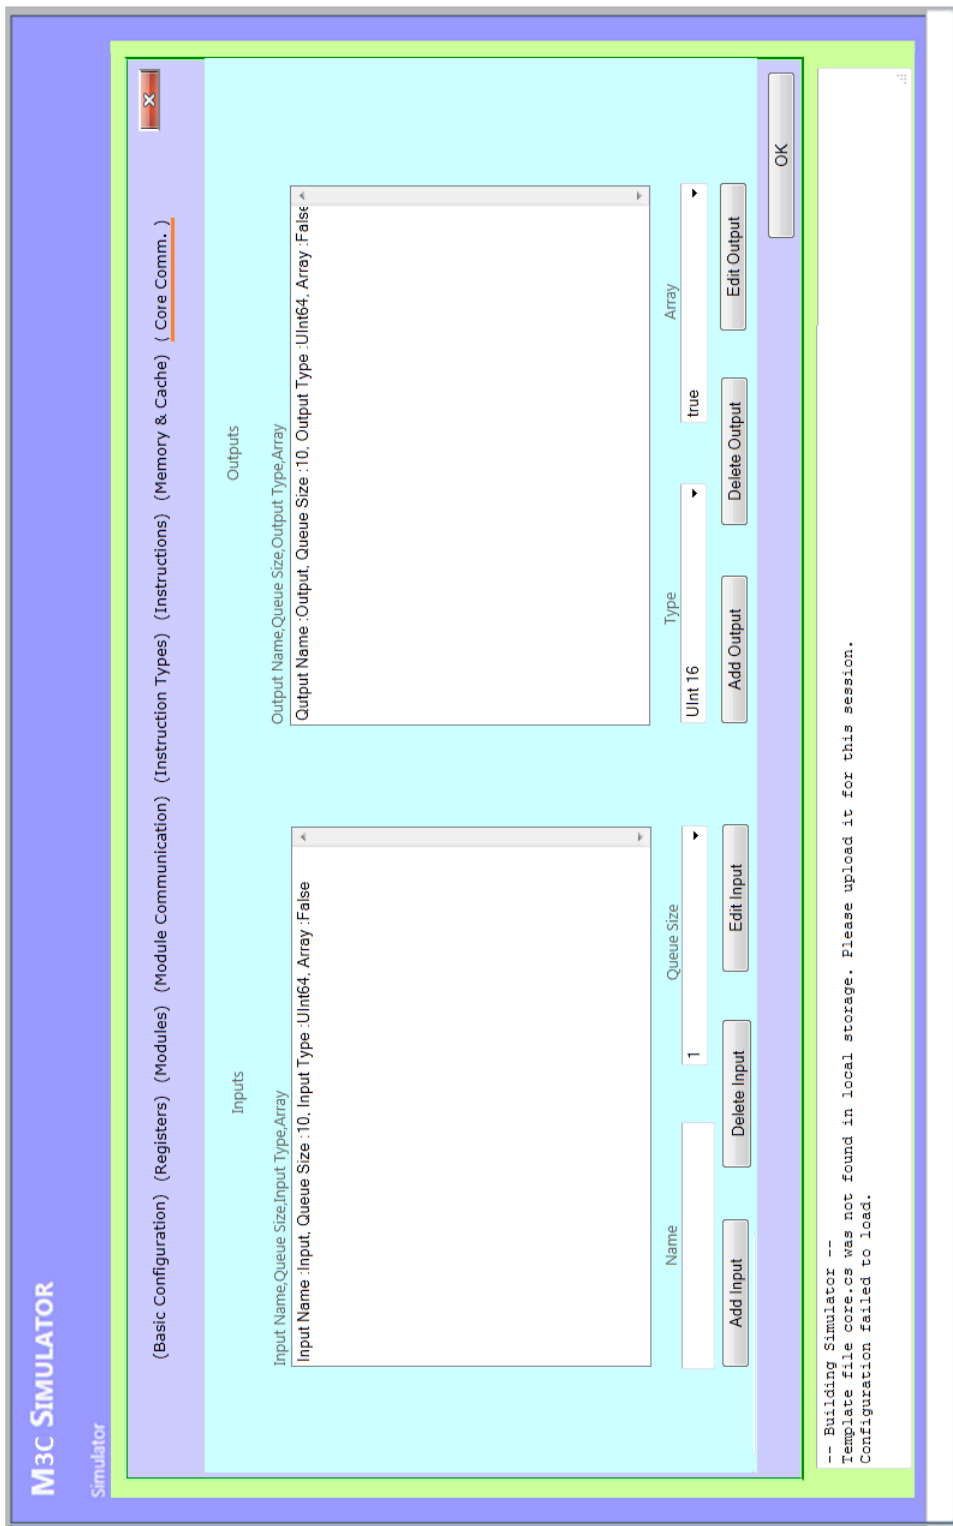 M3C SIMULATOR
Simulator
x
(Basic Configuration) (Registers) (Modules) (Module Communication) (Instruction Types) (Instructions) (Memory & Cache) ( Core Comm. )
Inputs
Input Name,Queue Size,Input Type,Array
Input Name :Input, Queue Size :10, Input Type :UInt64, Array :False
Name
Queue Size
1
Add Input
Delete Input
Edit Input
Outputs
Output Name,Queue Size,Output Type,Array
Output Name :Output, Queue Size :10, Output Type :UInt64, Array :False
Type
Array
UInt 16
true
Add Output
Delete Output
Edit Output
OK
-- Building Simulator --
Template file core.cs was not found in local storage. Please upload it for this session.
Configuration failed to load.